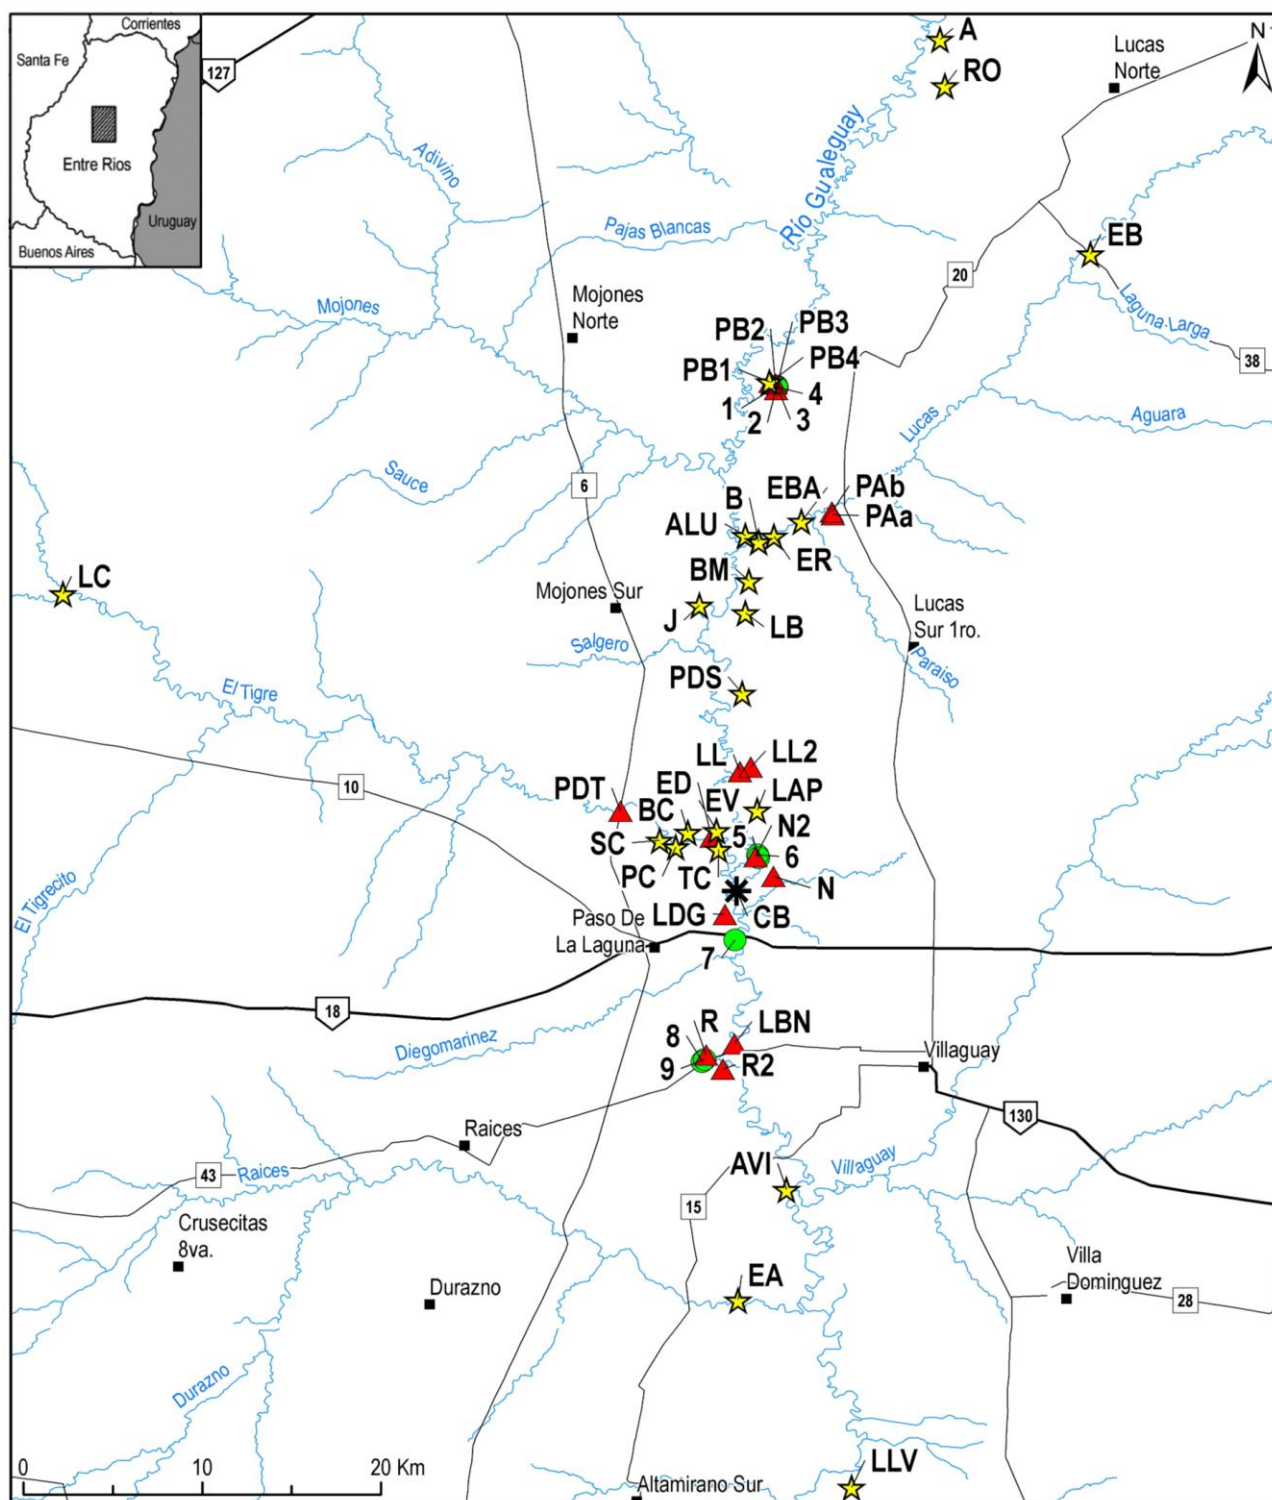 Corrientes
Santa Fe
Entre Rios
Uruguay
Buenos Aires
127
A
RO
Lucas
Norte
N
Adivino
Río Gualeguay
Pajas Blancas
EB
20
Laguna Larga
38
Mojones
Mojones
Norte
PB2
PB3
PB1
PB4
1
2
3
4
Lucas
Aguara
Sauce
6
B
EBA
PAb
PAa
ALU
ER
BM
LC
Mojones Sur
J
LB
Lucas
Sur 1ro.
Salgero
Paraiso
PDS
El Tigre
LL
LL2
10
PDT
ED
EV
LAP
BC
5
N2
SC
6
PC
TC
N
El Tigrecito
Paso De
La Laguna
LDG
CB
7
18
Diegomarinez
8
R
LBN
9
R2
Villaguay
130
Raices
43
Raices
AVI
Villaguay
15
Crusecitas
8va.
Durazno
EA
Villa
Dominguez
28
Durazno
0
10
20 Km
Altamirano Sur
LLV